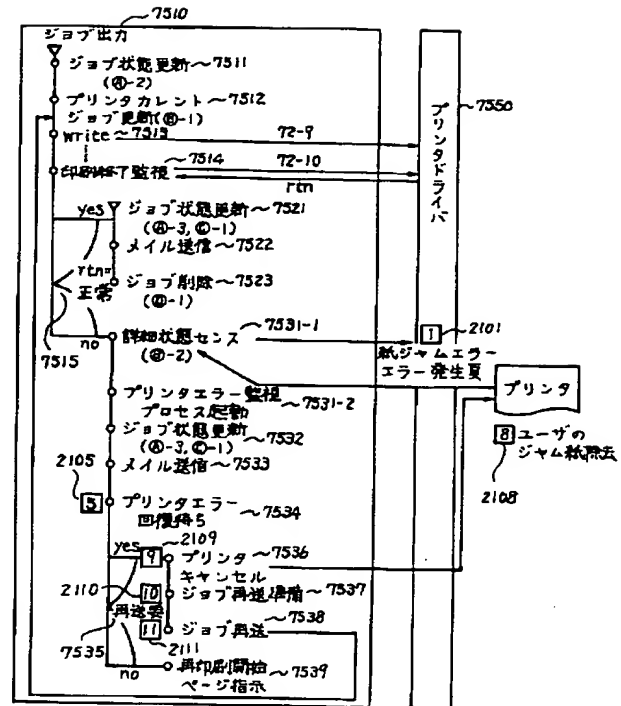 7510
ジョブ出力
ジョブ状態更新～7511
(Ⓐ-2)
プリンタカレント～7512
ジョブ更新(Ⓓ-1)
write～7513
72-9
7514
印刷終了監視
72-10
rtn
プリンタドライバ
7550
yes
ジョブ状態更新～7521
(Ⓐ-3,Ⓒ-1)
メイル送信～7522
rtn=
正常
ジョブ削除～7523
7515
no
詳細状態センス
7531-1
1
2101
紙ジャムエラー
エラー発生頁
プリンタ
プリンタエラー監視
プロセス起動
7531-2
ジョブ状態更新
7532
(Ⓐ-3,Ⓒ-1)
8 ユーザの
ジャム紙除去
2108
メイル送信～7533
2105
5
プリンタエラー
回復待ち
～7534
yes
2109
9
プリンタ
キャンセル
～7536
2110
10
ジョブ再送準備～7537
再送要
11
2111
ジョブ再送
7538
7535
no
再印刷開始
ページ指示
～7539